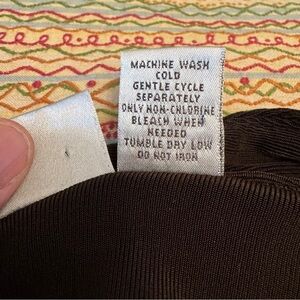 MACHINE WASH
COLD
GENTLE CYCLE
SEPARATELY
ONLY NON-CHLORINE
BLEACH WHEN
NEEDED
TUMBLE DRY LOW
DO NOT IRON